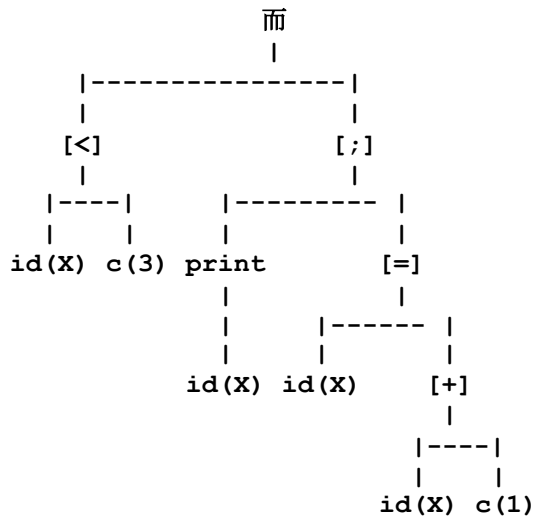 而
|
|----------------|
| |
[<] [;]
| |
|----| |--------- |
| | | |
id(X) c(3) print [=]
| |
| |------ |
| | |
id(X) id(X) [+]
|
|----|
| |
id(X) c(1)